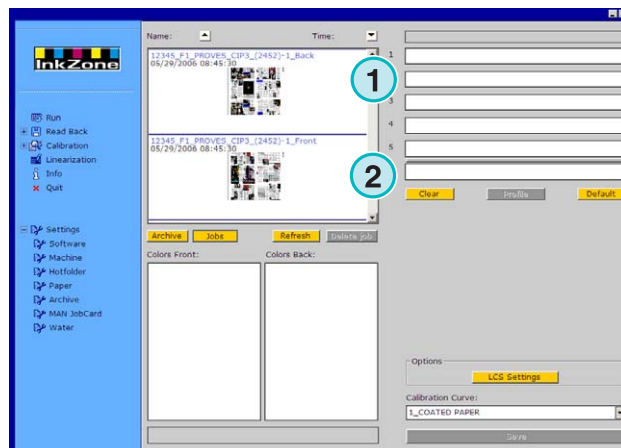 InkZone
Run
Read Back
Calibration
Linearization
Info
Quit
Settings
Software
Machine
Hotfolder
Paper
Archive
MAN JobCard
Water
Name:
Time:
12345_F1_PROVES_CIP3_(2452)-1_Back
05/29/2006 08:45:30
12345_F1_PROVES_CIP3_(2452)-1_Front
05/29/2006 08:45:30
Archive
Jobs
Refresh
Delete job
Colors Front:
Colors Back:
1
1
3
4
5
2
Clear
Profile
Default
Options
LCS Settings
Calibration Curve:
1_COATED PAPER
Save